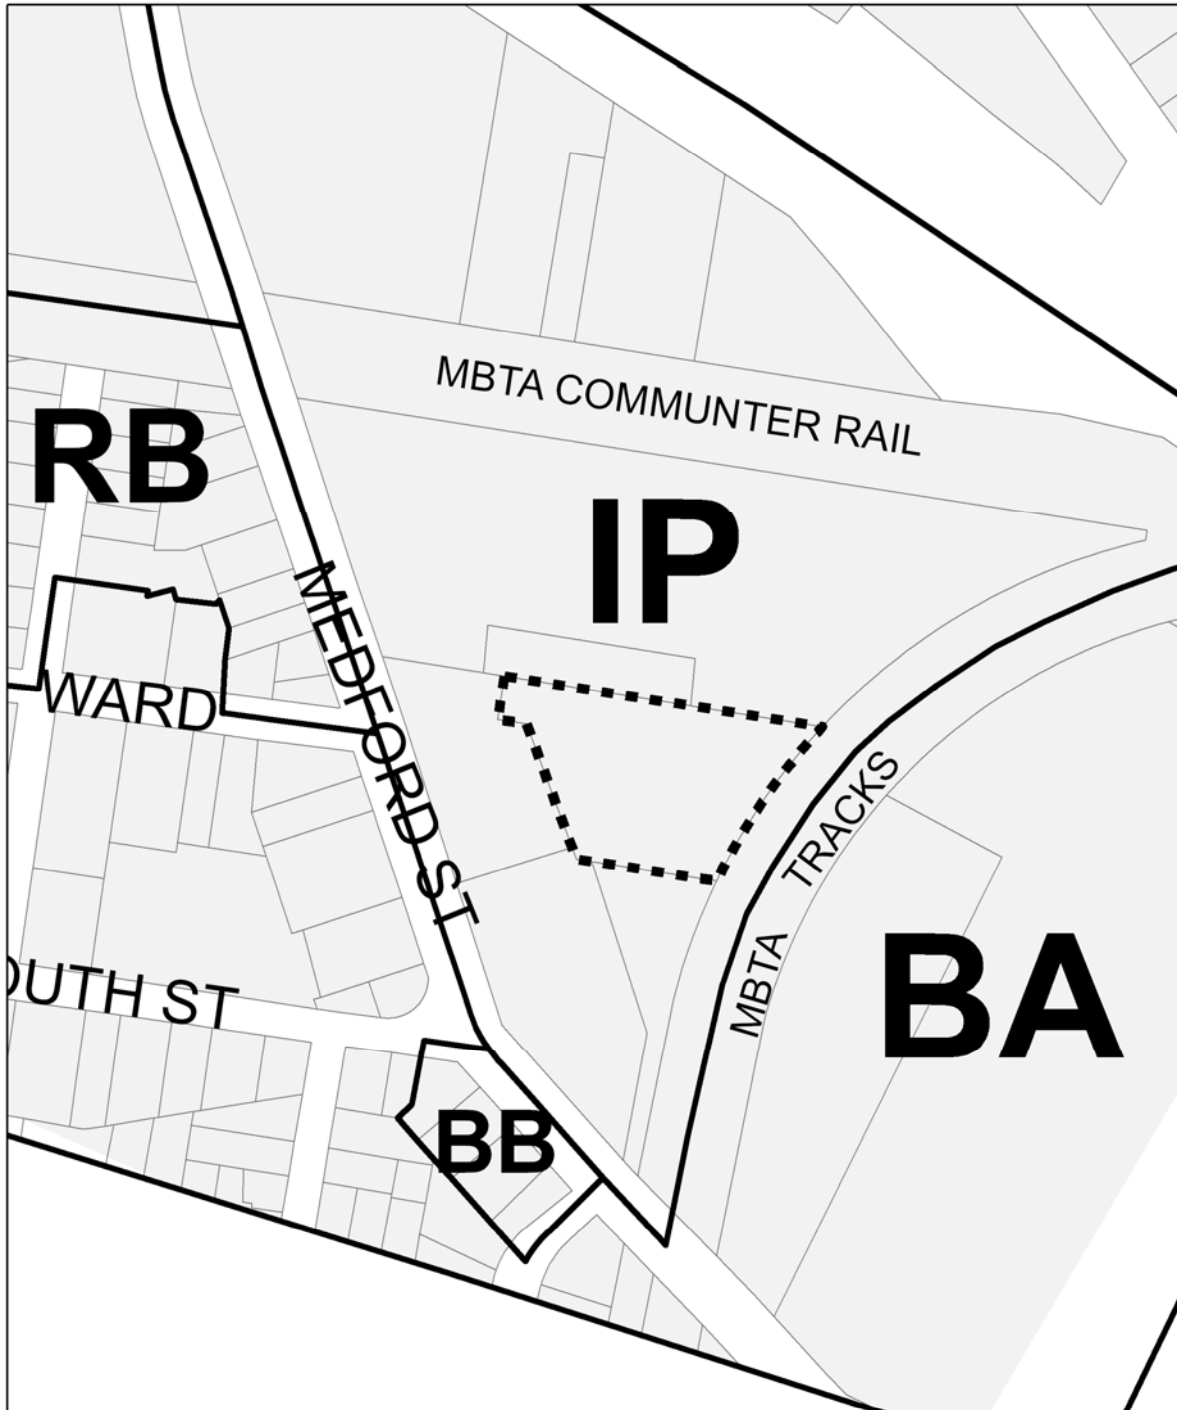 MBTA COMMUNTER RAIL
RB
IP
MEDFORD ST
WARD
MBTA TRACKS
BA
OUTH ST
BB